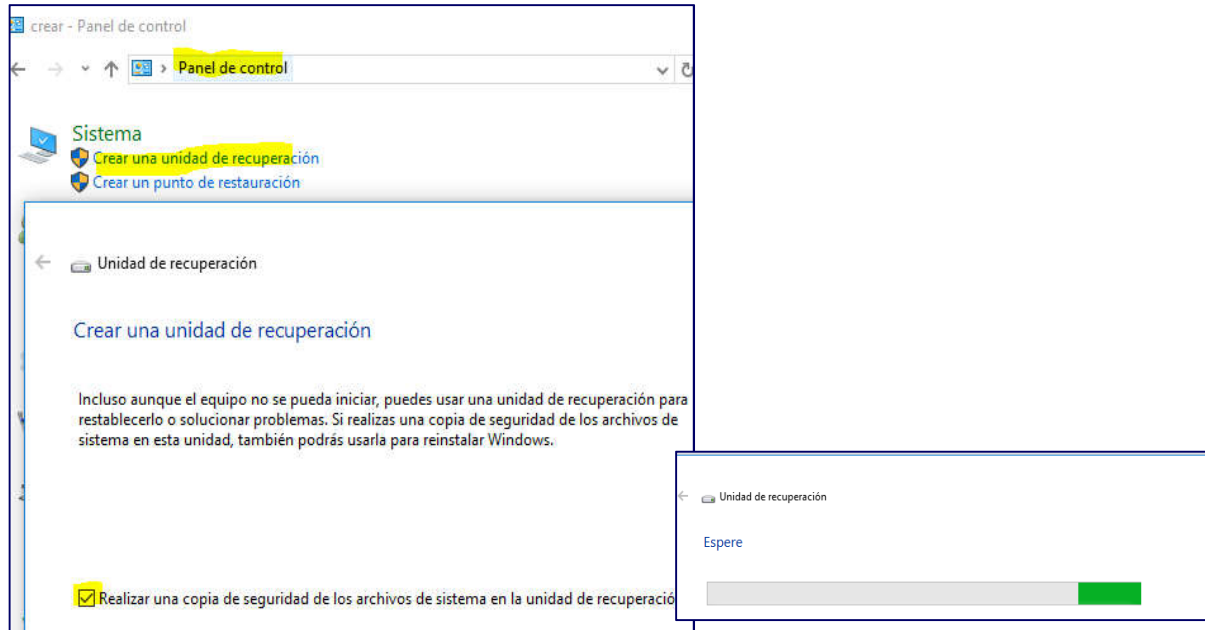 crear - Panel de control
Panel de control
Sistema
Crear una unidad de recuperación
Crear un punto de restauración
Unidad de recuperación
Crear una unidad de recuperación
Incluso aunque el equipo no se pueda iniciar, puedes usar una unidad de recuperación para
restablecerlo o solucionar problemas. Si realizas una copia de seguridad de los archivos de
sistema en esta unidad, también podrás usarla para reinstalar Windows.
Realizar una copia de seguridad de los archivos de sistema en la unidad de recuperació
Unidad de recuperación
Espere